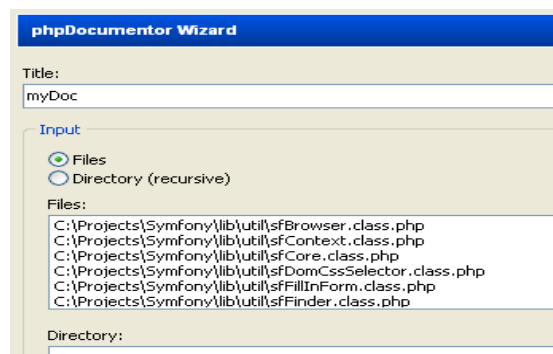 phpDocumentor Wizard
Title:
myDoc
Input
Files
Directory (recursive)
Files:
C:\Projects\Symfony\lib\util\sfBrowser.class.php
C:\Projects\Symfony\lib\util\sfContext.class.php
C:\Projects\Symfony\lib\util\sfCore.class.php
C:\Projects\Symfony\lib\util\sfDomCssSelector.class.php
C:\Projects\Symfony\lib\util\sfFillInForm.class.php
C:\Projects\Symfony\lib\util\sfFinder.class.php
Directory: